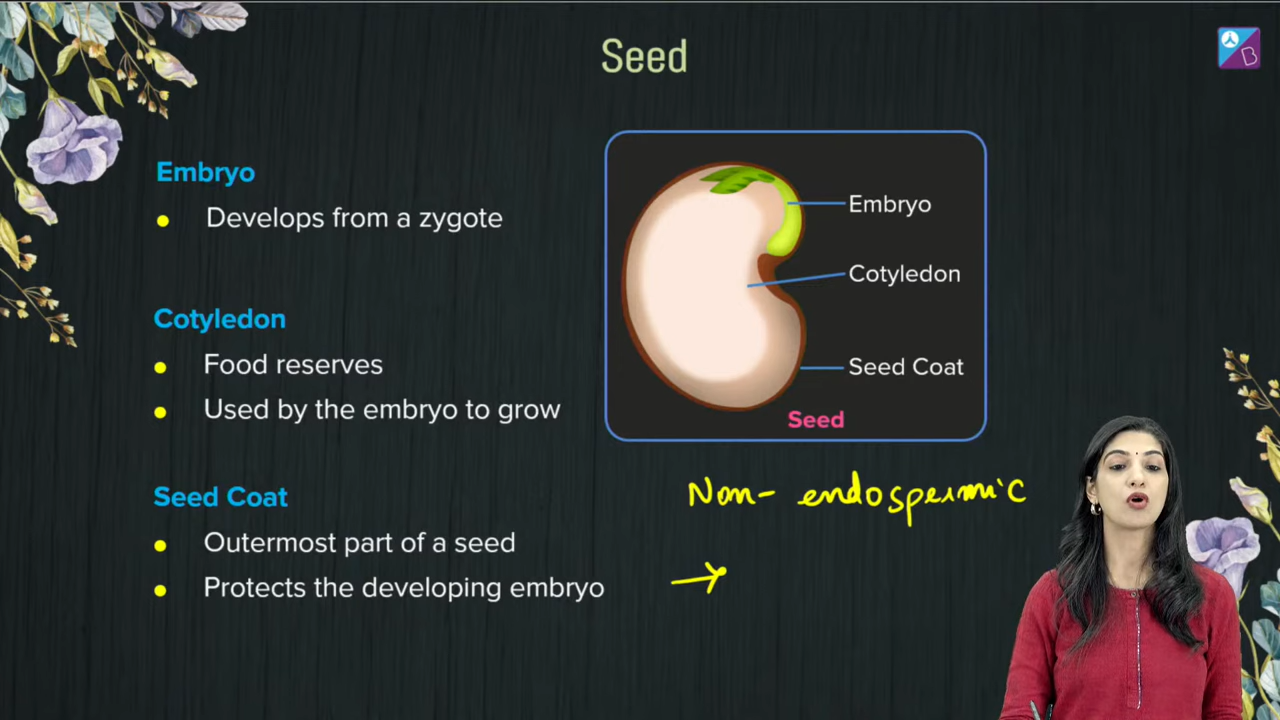 Seed
Embryo
• Develops from a zygote
Cotyledon
• Food reserves
• Used by the embryo to grow
Seed Coat
• Outermost part of a seed
• Protects the developing embryo
Embryo
Cotyledon
Seed Coat
Seed
Non- endospermic
→
B